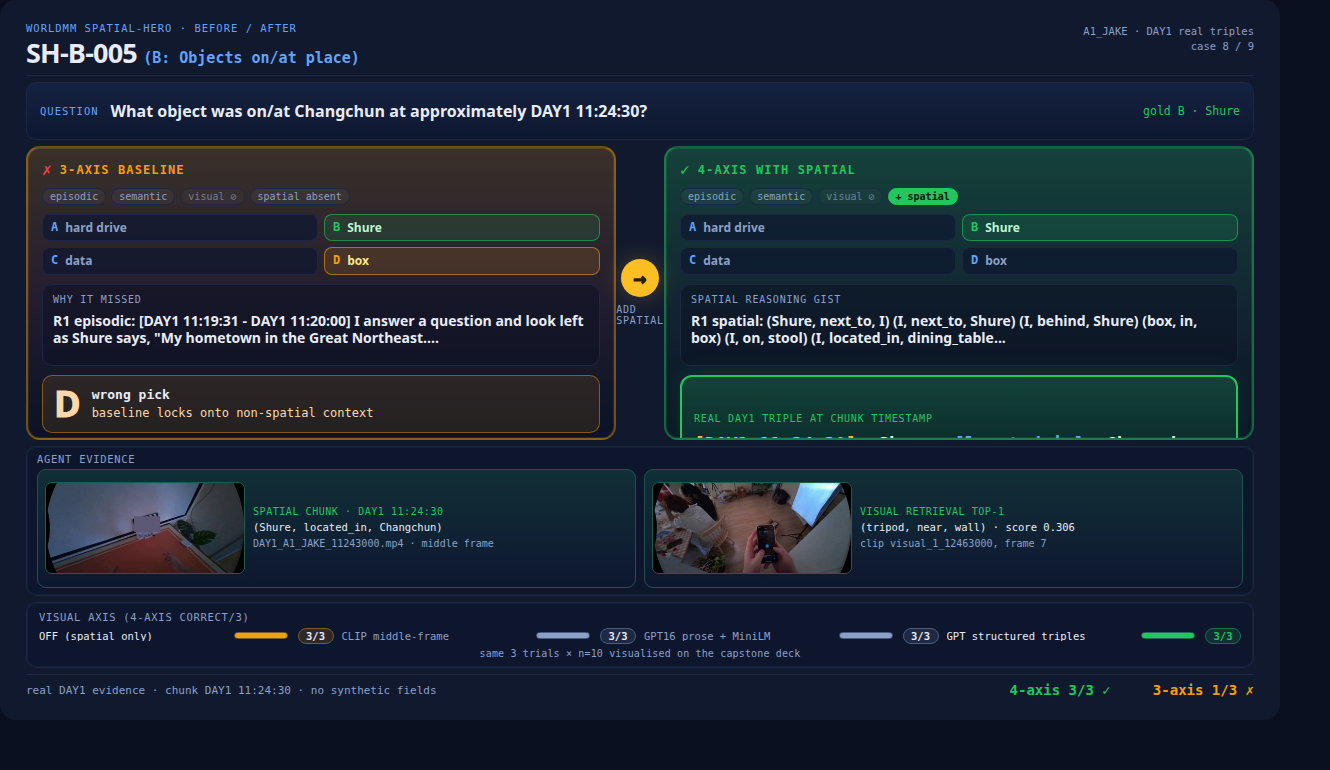 WORLDMM SPATIAL-HERO · BEFORE / AFTER
SH-B-005 (B: Objects on/at place)
A1_JAKE · DAY1 real triples
case 8 / 9
QUESTION What object was on/at Changchun at approximately DAY1 11:24:30?
gold B · Shure
✗ 3-AXIS BASELINE
episodic semantic visual ⊘ spatial absent
A hard drive
B Shure
C data
D box
WHY IT MISSED
R1 episodic: [DAY1 11:19:31 - DAY1 11:20:00] I answer a question and look left
as Shure says, "My hometown in the Great Northeast....
D wrong pick
baseline locks onto non-spatial context
→
ADD
SPATIAL
✓ 4-AXIS WITH SPATIAL
episodic semantic visual ⊘ + spatial
A hard drive
B Shure
C data
D box
SPATIAL REASONING GIST
R1 spatial: (Shure, next_to, I) (I, next_to, Shure) (I, behind, Shure) (box, in,
box) (I, on, stool) (I, located_in, dining_table...
REAL DAY1 TRIPLE AT CHUNK TIMESTAMP
AGENT EVIDENCE
SPATIAL CHUNK · DAY1 11:24:30
(Shure, located_in, Changchun)
DAY1_A1_JAKE_11243000.mp4 · middle frame
VISUAL RETRIEVAL TOP-1
(tripod, near, wall) · score 0.306
clip visual_1_12463000, frame 7
VISUAL AXIS (4-AXIS CORRECT/3)
OFF (spatial only) 3/3 CLIP middle-frame 3/3 GPT16 prose + MiniLM 3/3 GPT structured triples 3/3
same 3 trials × n=10 visualised on the capstone deck
real DAY1 evidence · chunk DAY1 11:24:30 · no synthetic fields
4-axis 3/3 ✓ 3-axis 1/3 ✗